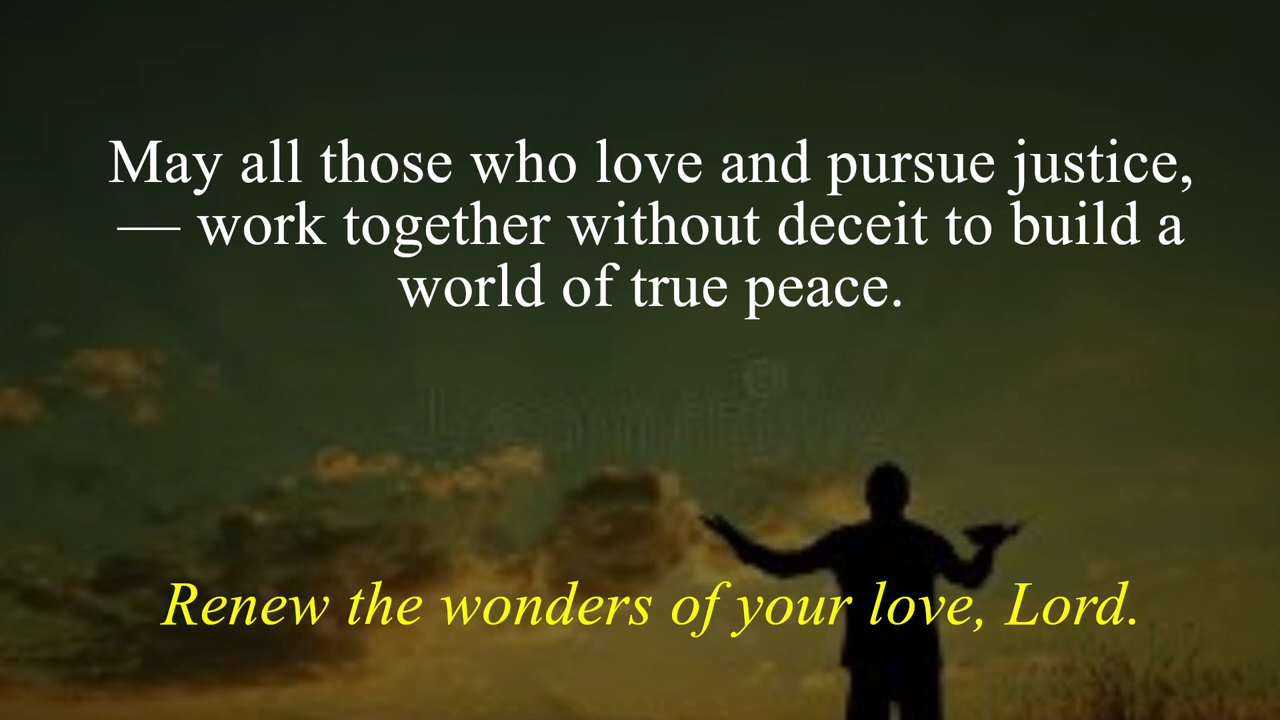 May all those who love and pursue justice,
— work together without deceit to build a
world of true peace.
Renew the wonders of your love, Lord.